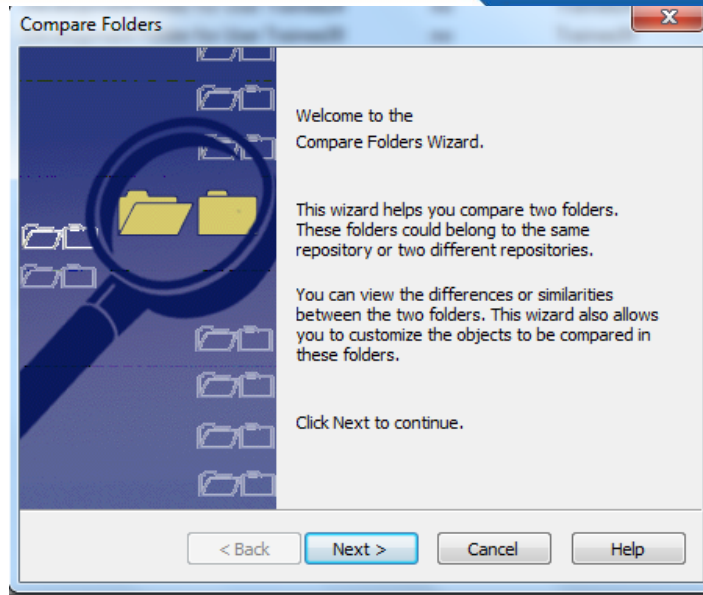 Compare Folders
Welcome to the
Compare Folders Wizard.
This wizard helps you compare two folders.
These folders could belong to the same
repository or two different repositories.
You can view the differences or similarities
between the two folders. This wizard also allows
you to customize the objects to be compared in
these folders.
Click Next to continue.
< Back Next > Cancel Help